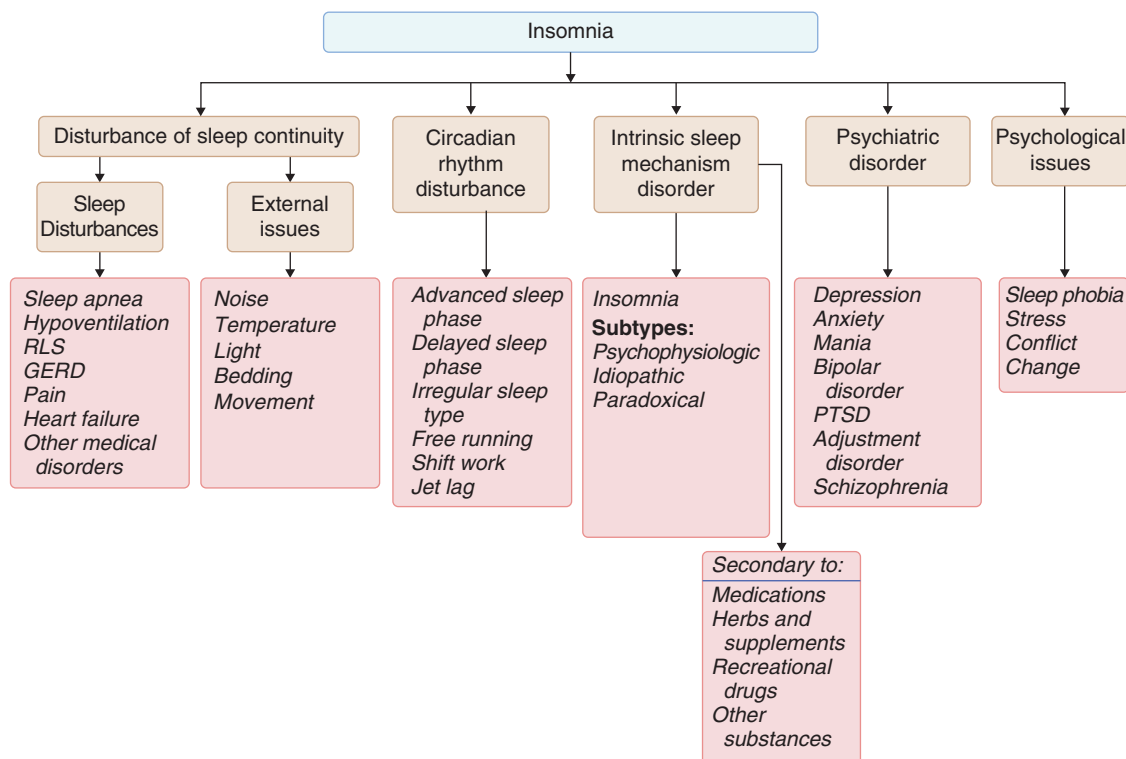 Insomnia
Disturbance of sleep continuity
Sleep
Disturbances
External
issues
Circadian
rhythm
disturbance
Intrinsic sleep
mechanism
disorder
Psychiatric
disorder
Psychological
issues
Sleep apnea
Hypoventilation
RLS
GERD
Pain
Heart failure
Other medical
disorders
Noise
Temperature
Light
Bedding
Movement
Advanced sleep
phase
Delayed sleep
phase
Irregular sleep
type
Free running
Shift work
Jet lag
Insomnia
Subtypes:
Psychophysiologic
Idiopathic
Paradoxical
Depression
Anxiety
Mania
Bipolar
disorder
PTSD
Adjustment
disorder
Schizophrenia
Sleep phobia
Stress
Conflict
Change
Secondary to:
Medications
Herbs and
supplements
Recreational
drugs
Other
substances